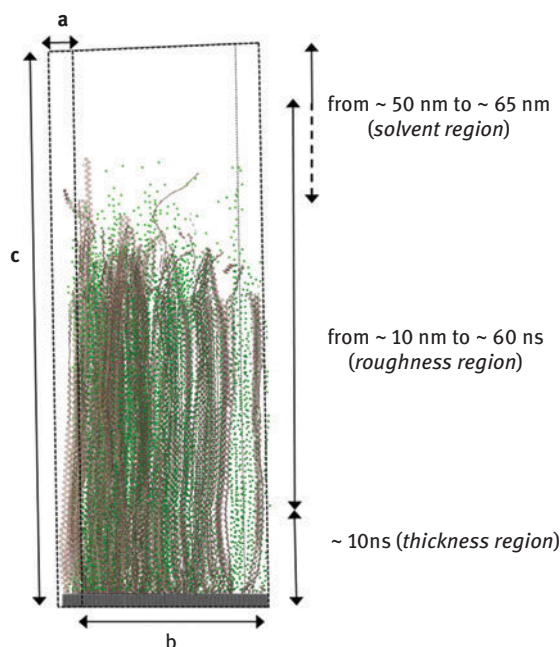 a
from ~ 50 nm to ~ 65 nm
(solvent region)
c
from ~ 10 nm to ~ 60 ns
(roughness region)
~ 10ns (thickness region)
b